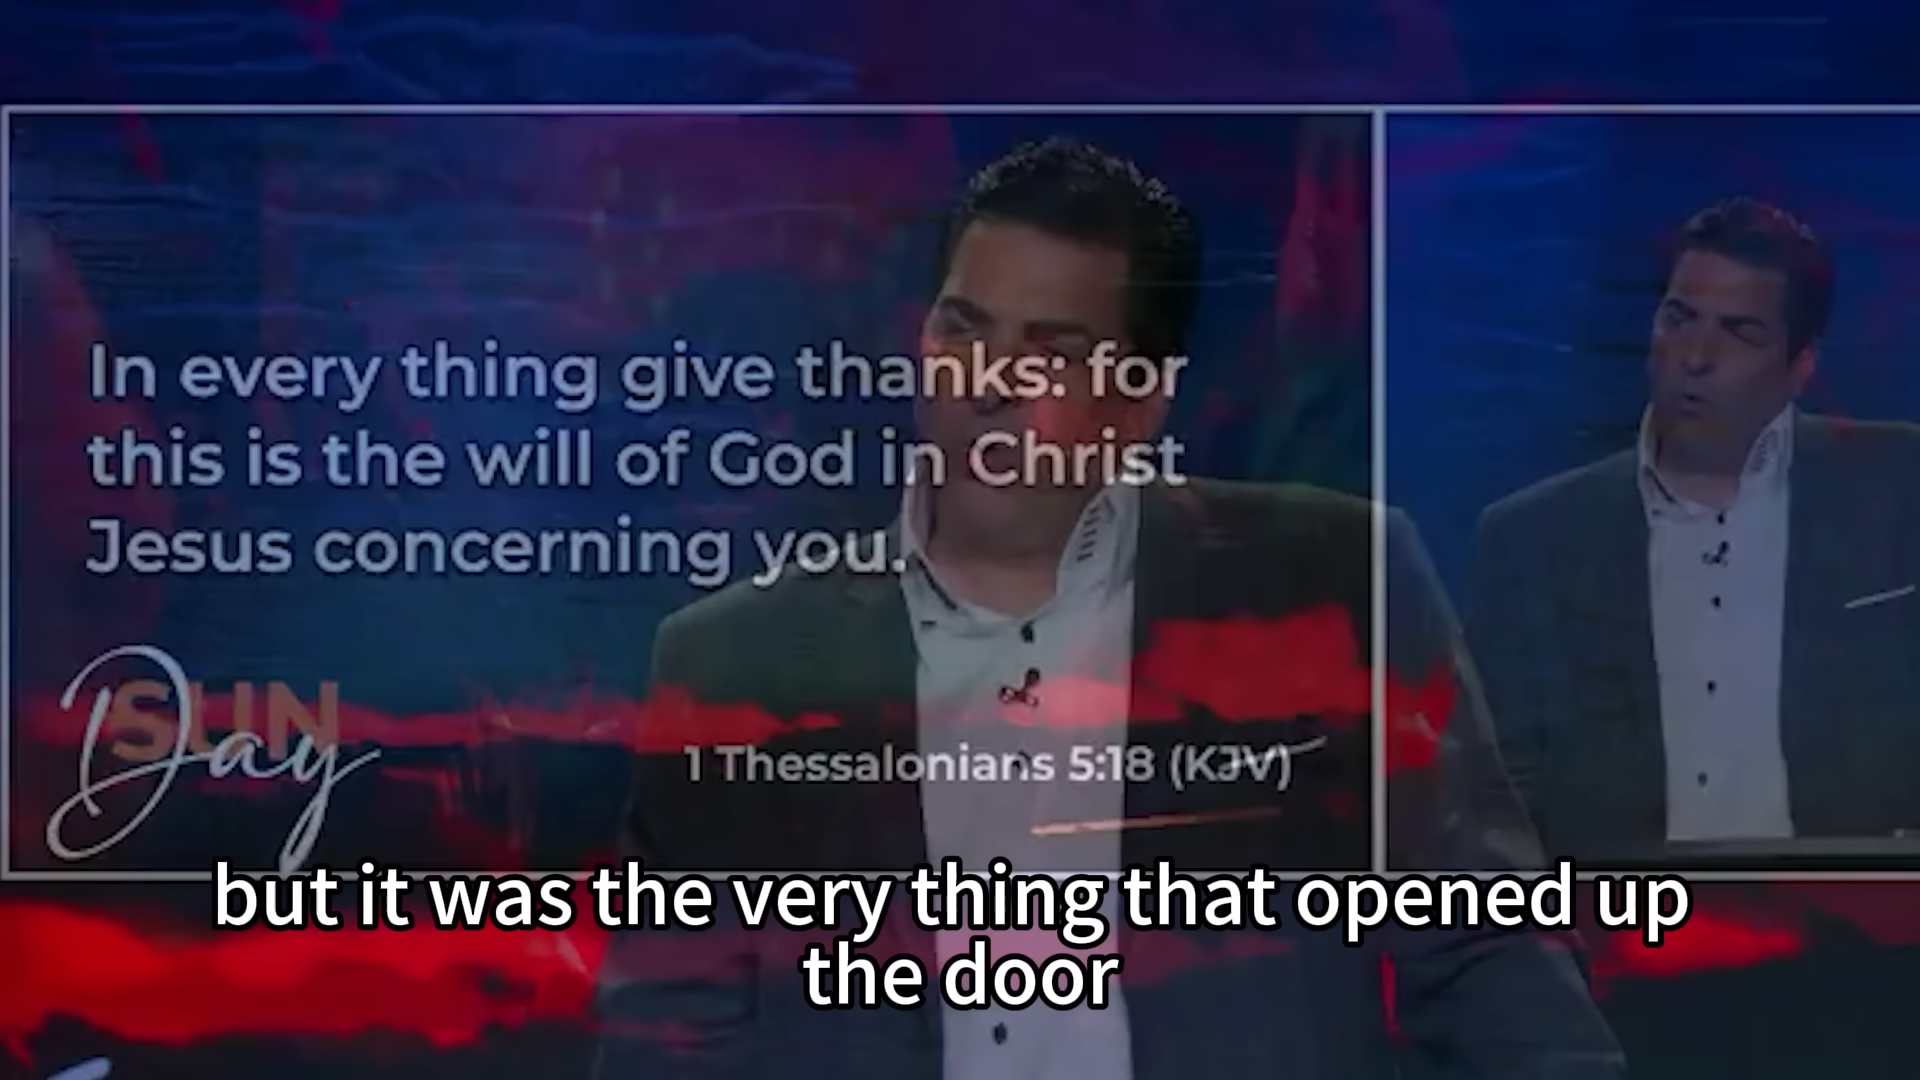 In every thing give thanks: for
this is the will of God in Christ
Jesus concerning you.
SUN
Day
1 Thessalonians 5:18 (KJV)
but it was the very thing that opened up
the door